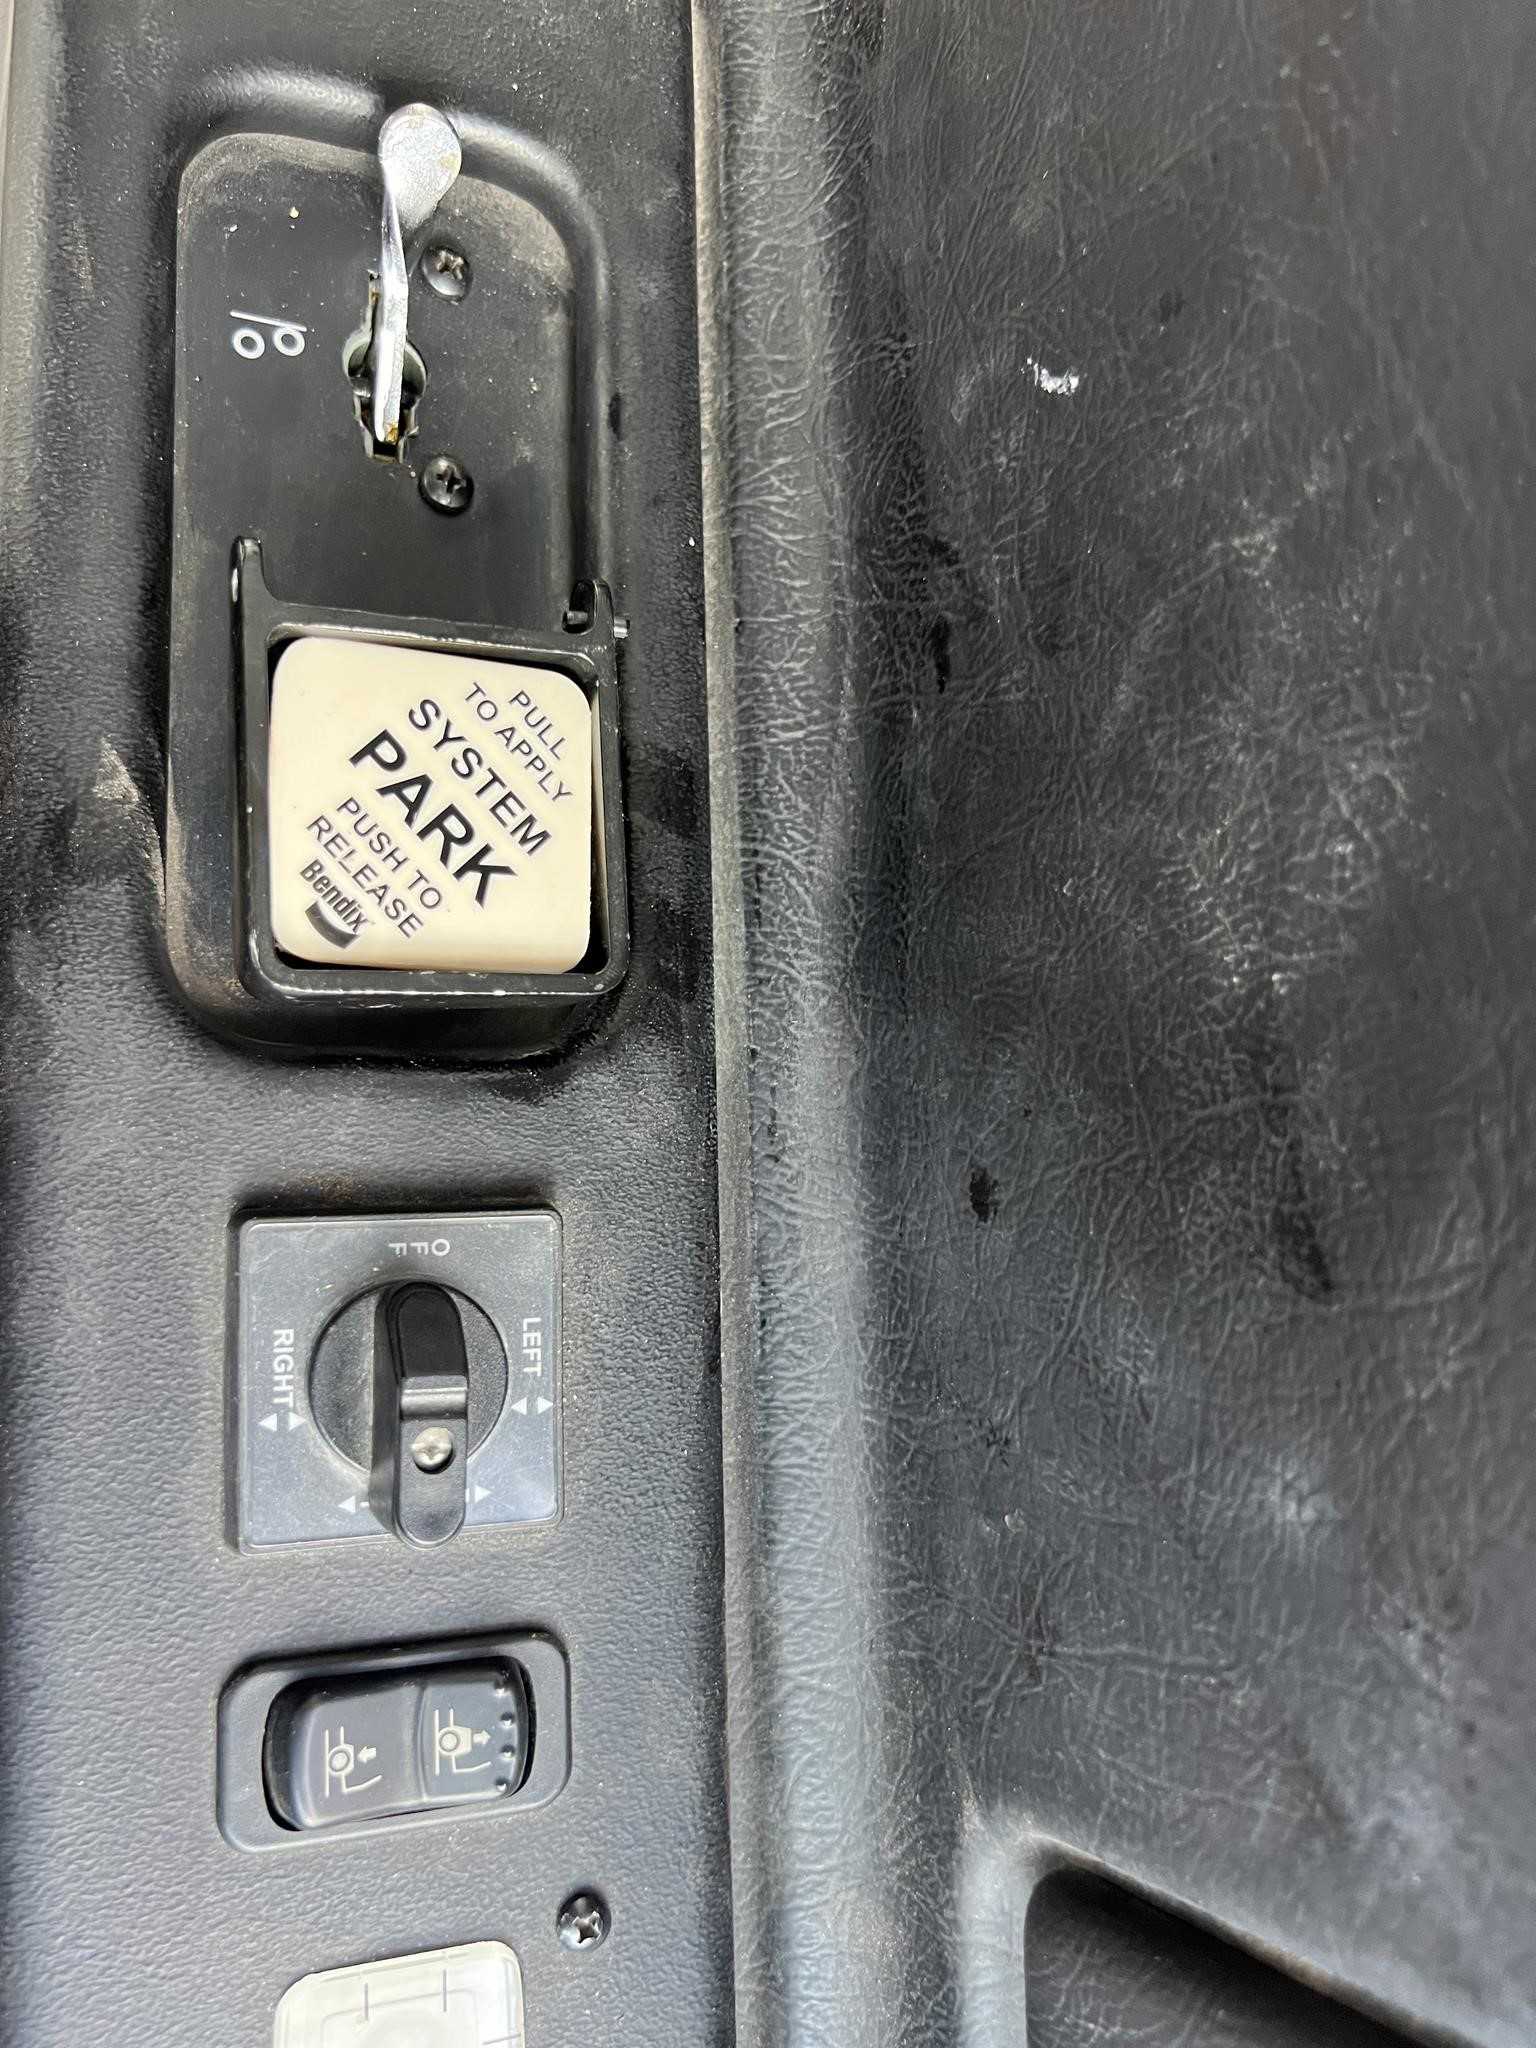 PULL
TO APPLY
SYSTEM
PARK
PUSH TO
RELEASE
Bendix
OFF
LEFT
RIGHT